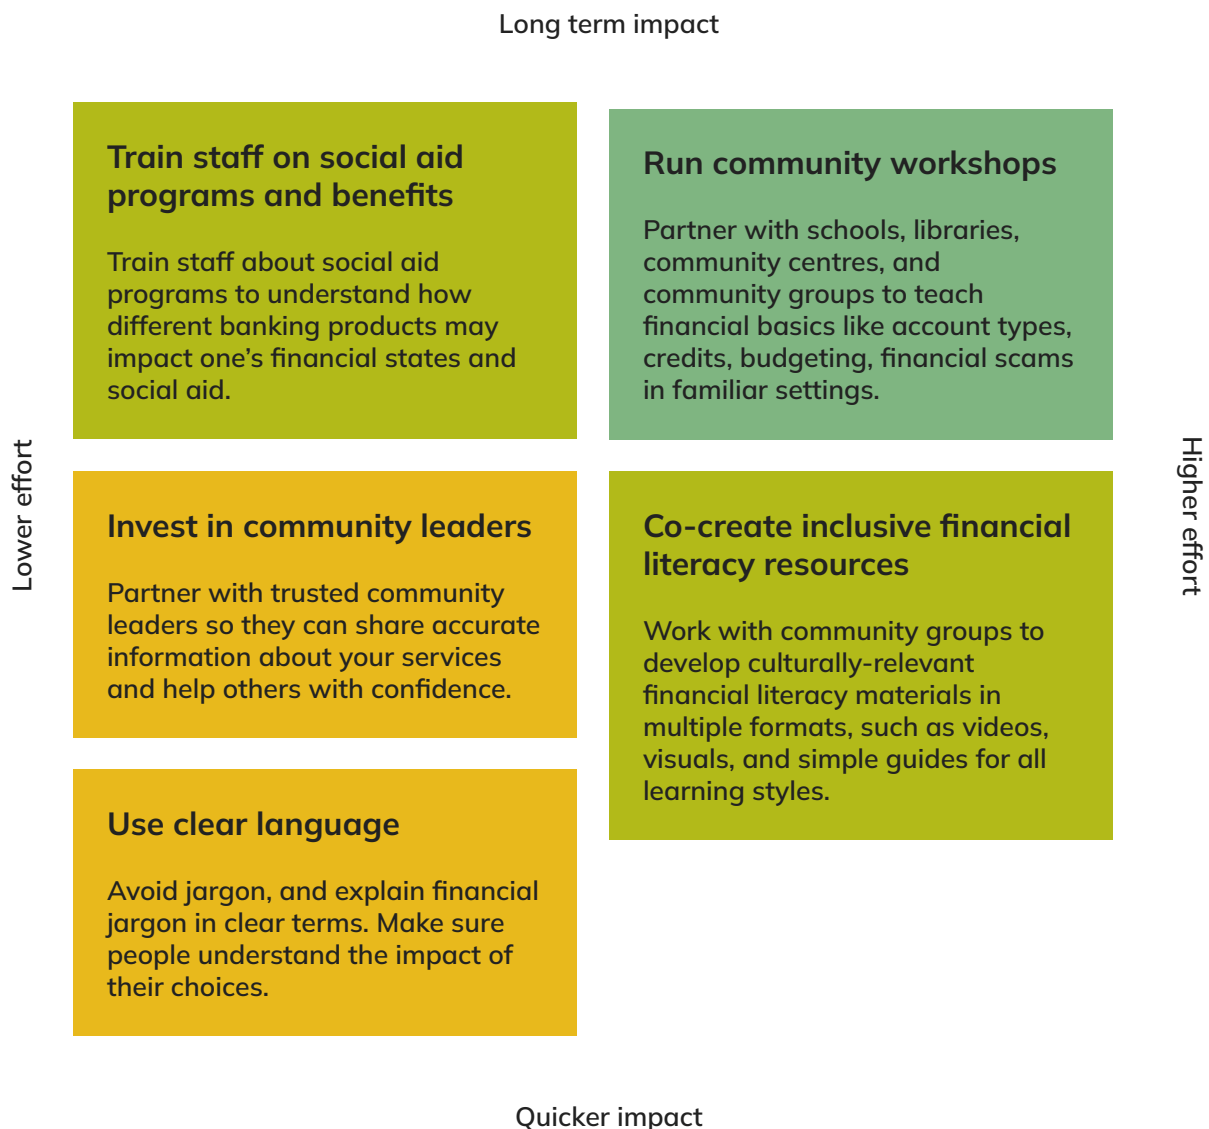 Long term impact
Train staff on social aid
programs and benefits
Train staff about social aid
programs to understand how
different banking products may
impact one’s financial states and
social aid.
Run community workshops
Partner with schools, libraries,
community centres, and
community groups to teach
financial basics like account types,
credits, budgeting, financial scams
in familiar settings.
Lower effort
Higher effort
Invest in community leaders
Partner with trusted community
leaders so they can share accurate
information about your services
and help others with confidence.
Co-create inclusive financial
literacy resources
Work with community groups to
develop culturally-relevant
financial literacy materials in
multiple formats, such as videos,
visuals, and simple guides for all
learning styles.
Use clear language
Avoid jargon, and explain financial
jargon in clear terms. Make sure
people understand the impact of
their choices.
Quicker impact